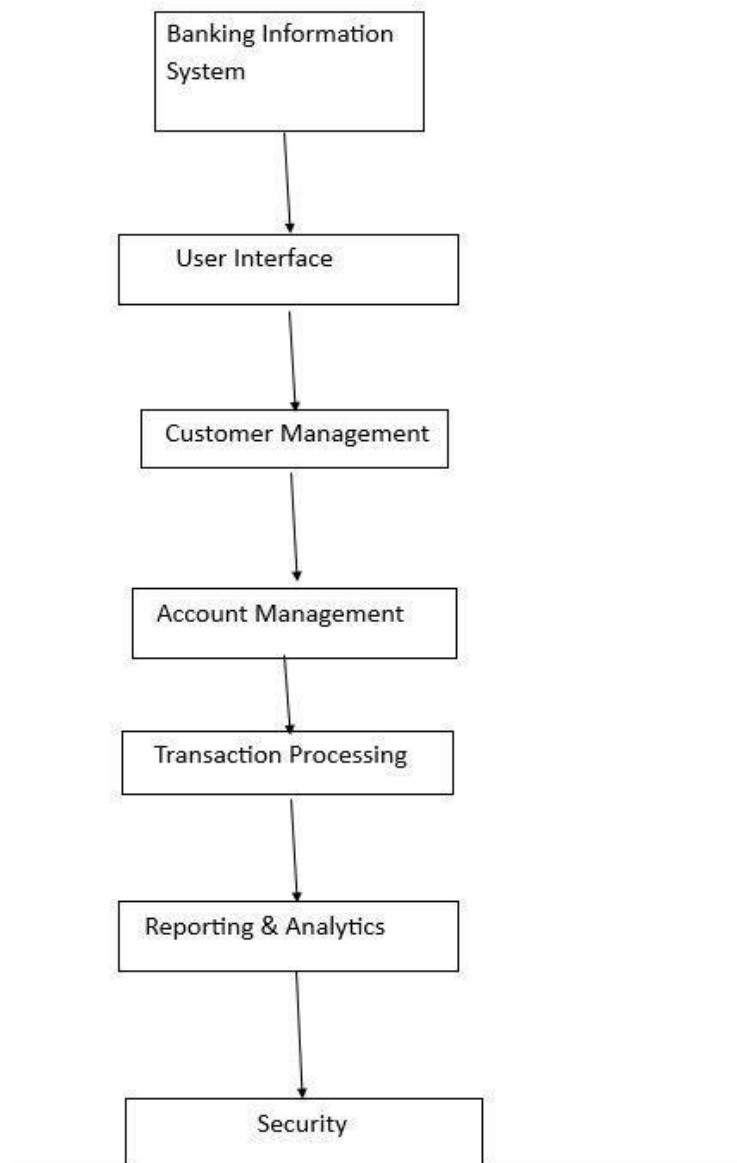 Banking Information
System
User Interface
Customer Management
Account Management
Transaction Processing
Reporting & Analytics
Security